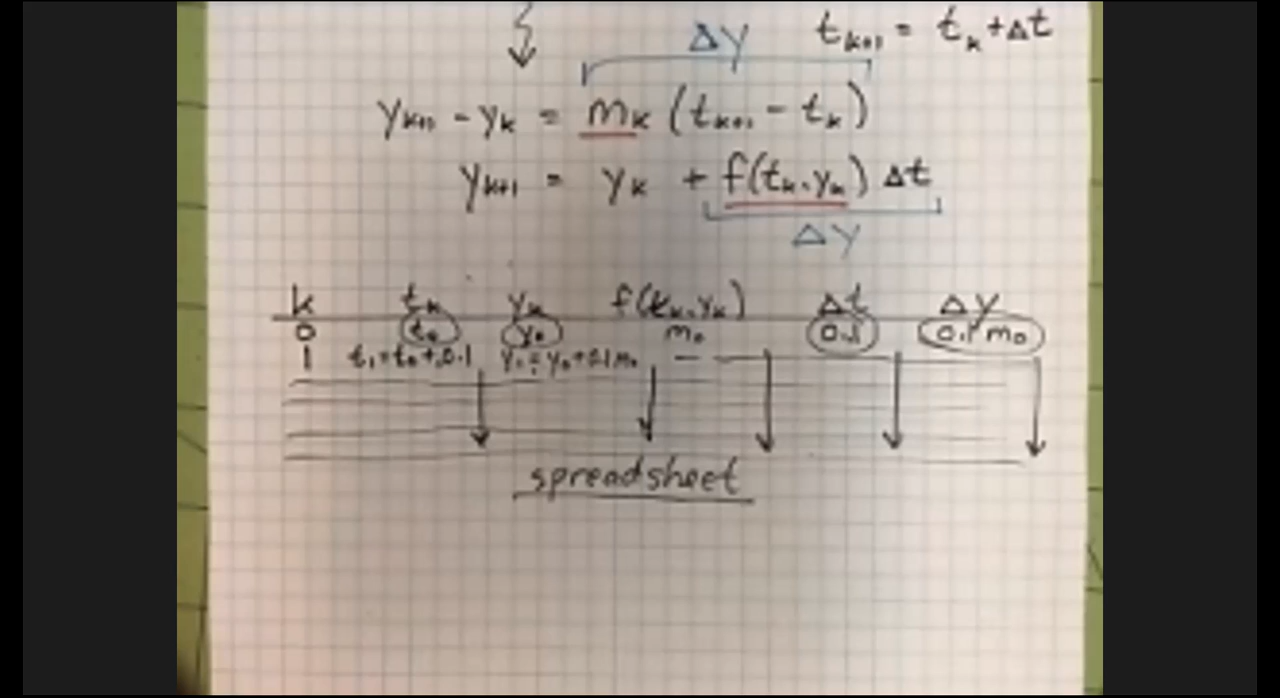 Δy t_{k+1} = t_k + Δt
y_{k+1} - y_k = m_k (t_{k+1} - t_k)
y_{k+1} = y_k + f(t_k, y_k) Δt
Δy
k t_k y_k f(t_k, y_k) Δt Δy
0 t_0 y_0 m_0 0.1 0.1 m_0
1 t_1 = t_0 + 0.1 y_1 = y_0 + 0.1 m_0
spreadsheet